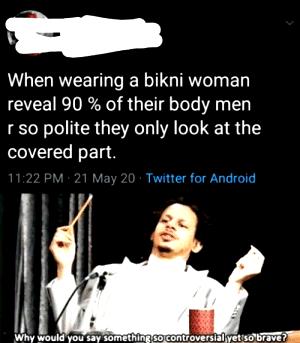 When wearing a bikni woman
reveal 90 % of their body men
r so polite they only look at the
covered part.
11:22 PM · 21 May 20 · Twitter for Android
Why would you say something so controversial yet so brave?